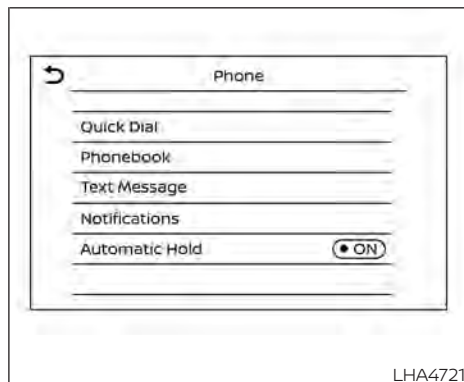 Phone
Quick Dial
Phonebook
Text Message
Notifications
Automatic Hold ON
LHA4721